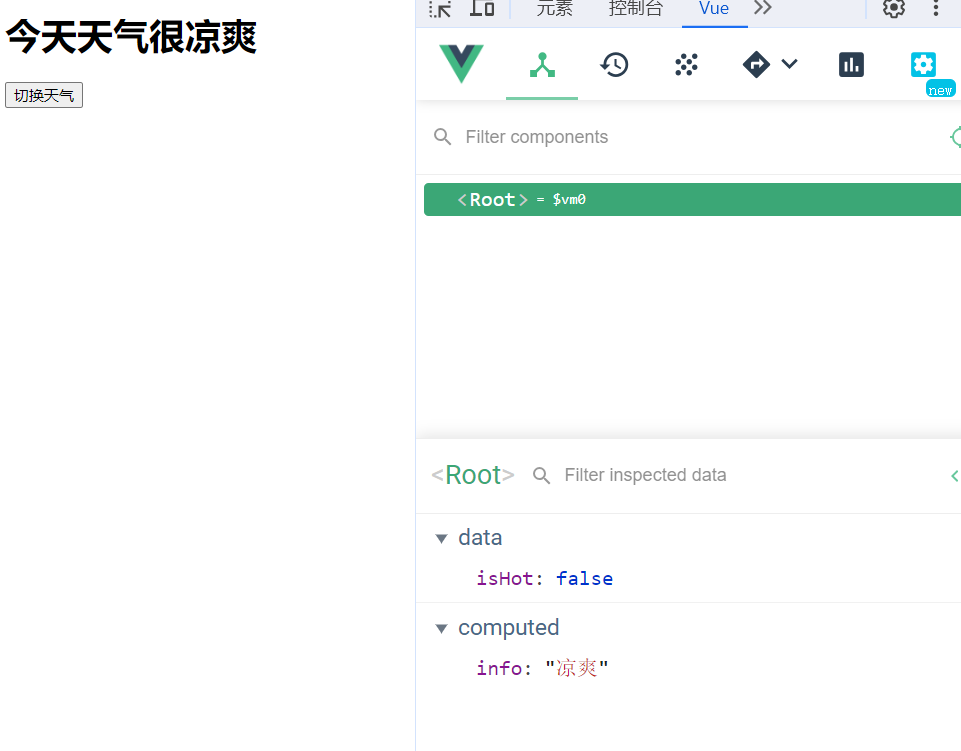 今天天气很凉爽
切换天气
元素 控制台 Vue
new
Filter components
<Root> = $vm0
<Root> Filter inspected data
data
isHot: false
computed
info: "凉爽"